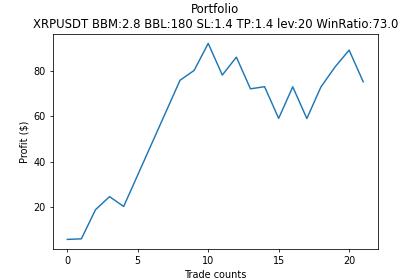 Portfolio
XRPUSDT BBM:2.8 BBL:180 SL:1.4 TP:1.4 lev:20 WinRatio:73.0
80
60
40
20
Profit ($)
0 5 10 15 20
Trade counts